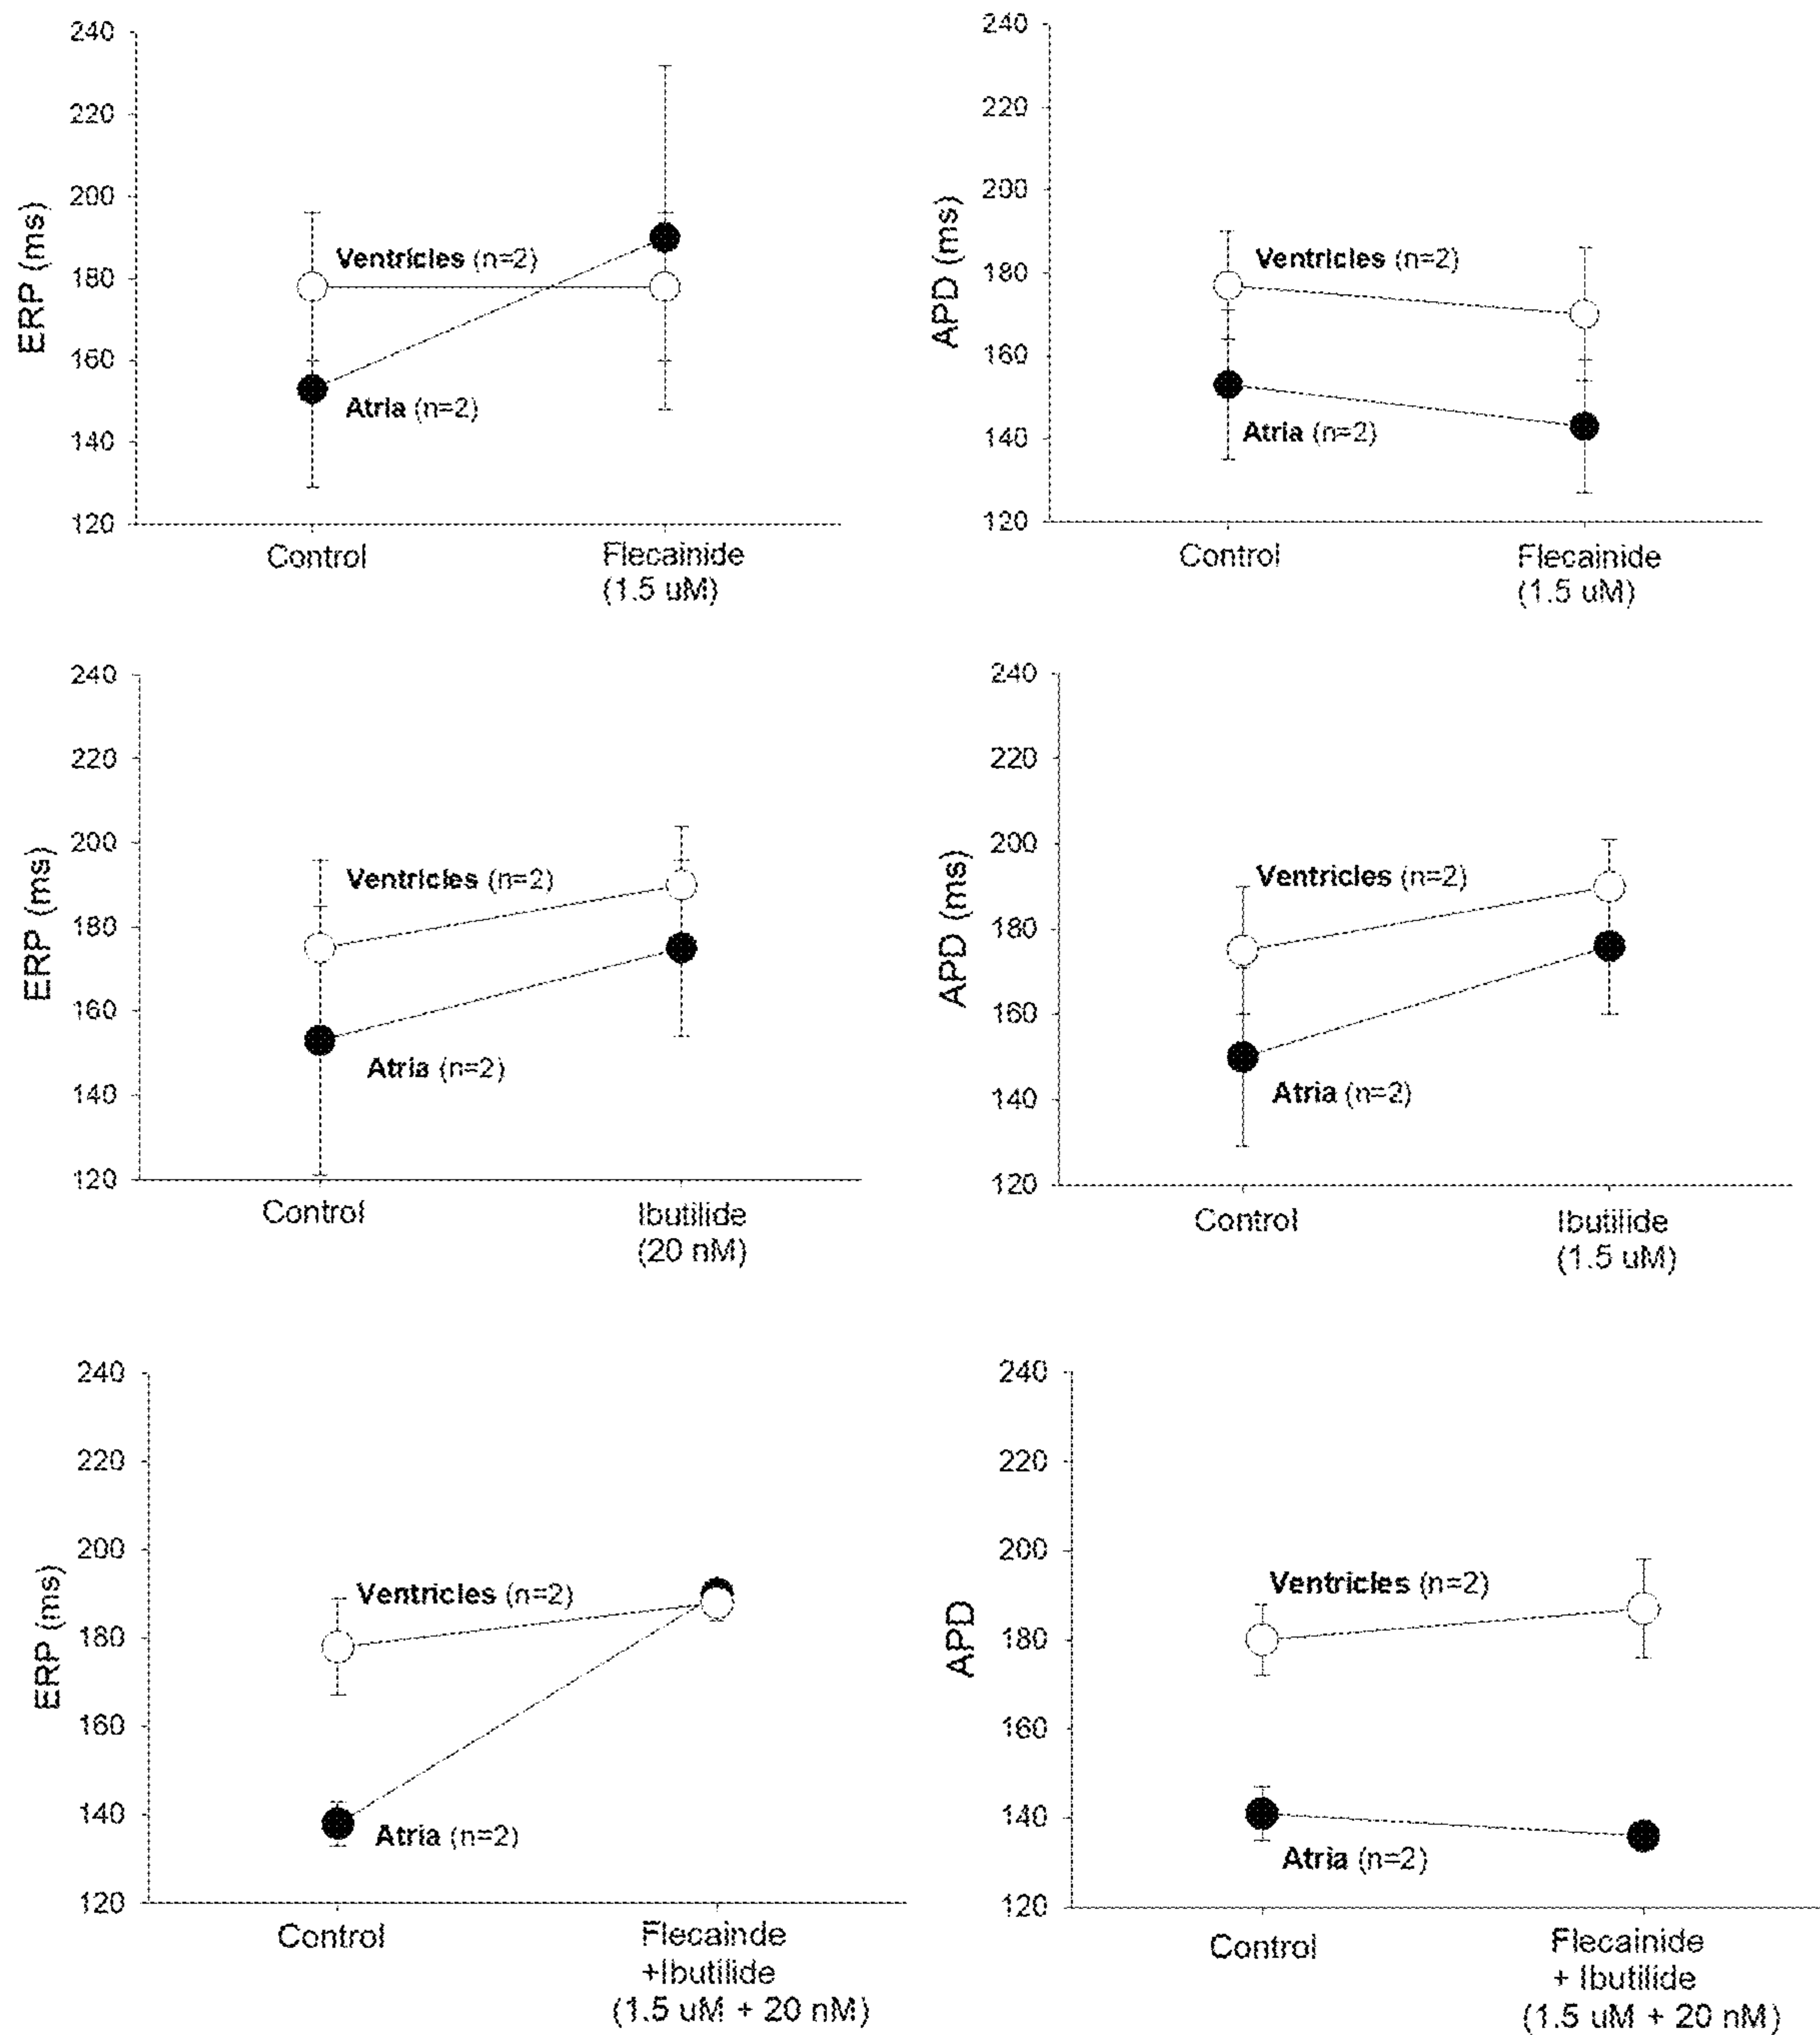 240
220
200
180
160
140
120
ERP (ms)
Ventricles (n=2)
Atria (n=2)
Control
Flecainide
(1.5 uM)
240
220
200
180
160
140
120
APD (ms)
Ventricles (n=2)
Atria (n=2)
Control
Flecainide
(1.5 uM)
240
220
200
180
160
140
120
ERP (ms)
Ventricles (n=2)
Atria (n=2)
Control
Ibutilide
(20 nM)
240
220
200
180
160
140
120
APD (ms)
Ventricles (n=2)
Atria (n=2)
Control
Ibutilide
(1.5 uM)
240
220
200
180
160
140
120
ERP (ms)
Ventricles (n=2)
Atria (n=2)
Control
Flecainde
+Ibutilide
(1.5 uM + 20 nM)
240
220
200
180
160
140
120
APD
Ventricles (n=2)
Atria (n=2)
Control
Flecainide
+ Ibutilide
(1.5 uM + 20 nM)